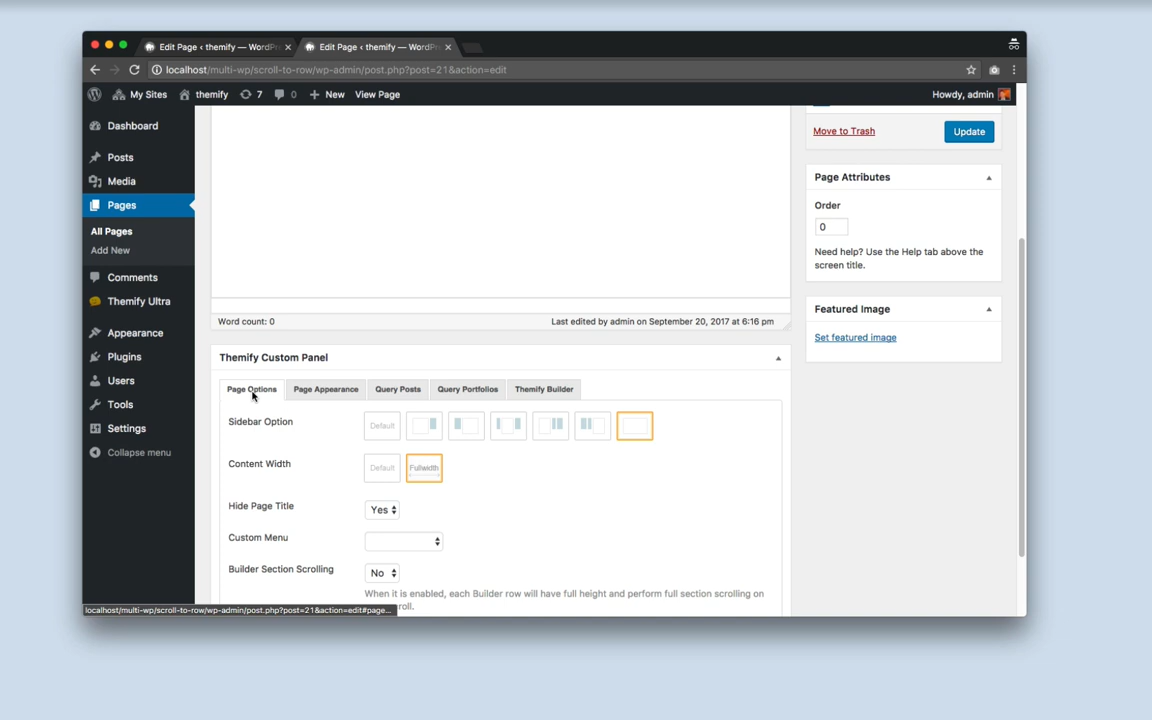 Edit Page ‹ themify — WordPr
Edit Page ‹ themify — WordPr
localhost/multi-wp/scroll-to-row/wp-admin/post.php?post=21&action=edit
My Sites themify 7 0 New View Page Howdy, admin
Dashboard
Posts
Media
Pages
All Pages
Add New
Comments
Themify Ultra
Appearance
Plugins
Users
Tools
Settings
Collapse menu
Word count: 0 Last edited by admin on September 20, 2017 at 6:16 pm
Themify Custom Panel
Page Options Page Appearance Query Posts Query Portfolios Themify Builder
Sidebar Option Default
Content Width Default Fullwidth
Hide Page Title Yes
Custom Menu
Builder Section Scrolling No
When it is enabled, each Builder row will have full height and perform full section scrolling on
roll.
Move to Trash Update
Page Attributes
Order
0
Need help? Use the Help tab above the
screen title.
Featured Image
Set featured image
localhost/multi-wp/scroll-to-row/wp-admin/post.php?post=21&action=edit#page...